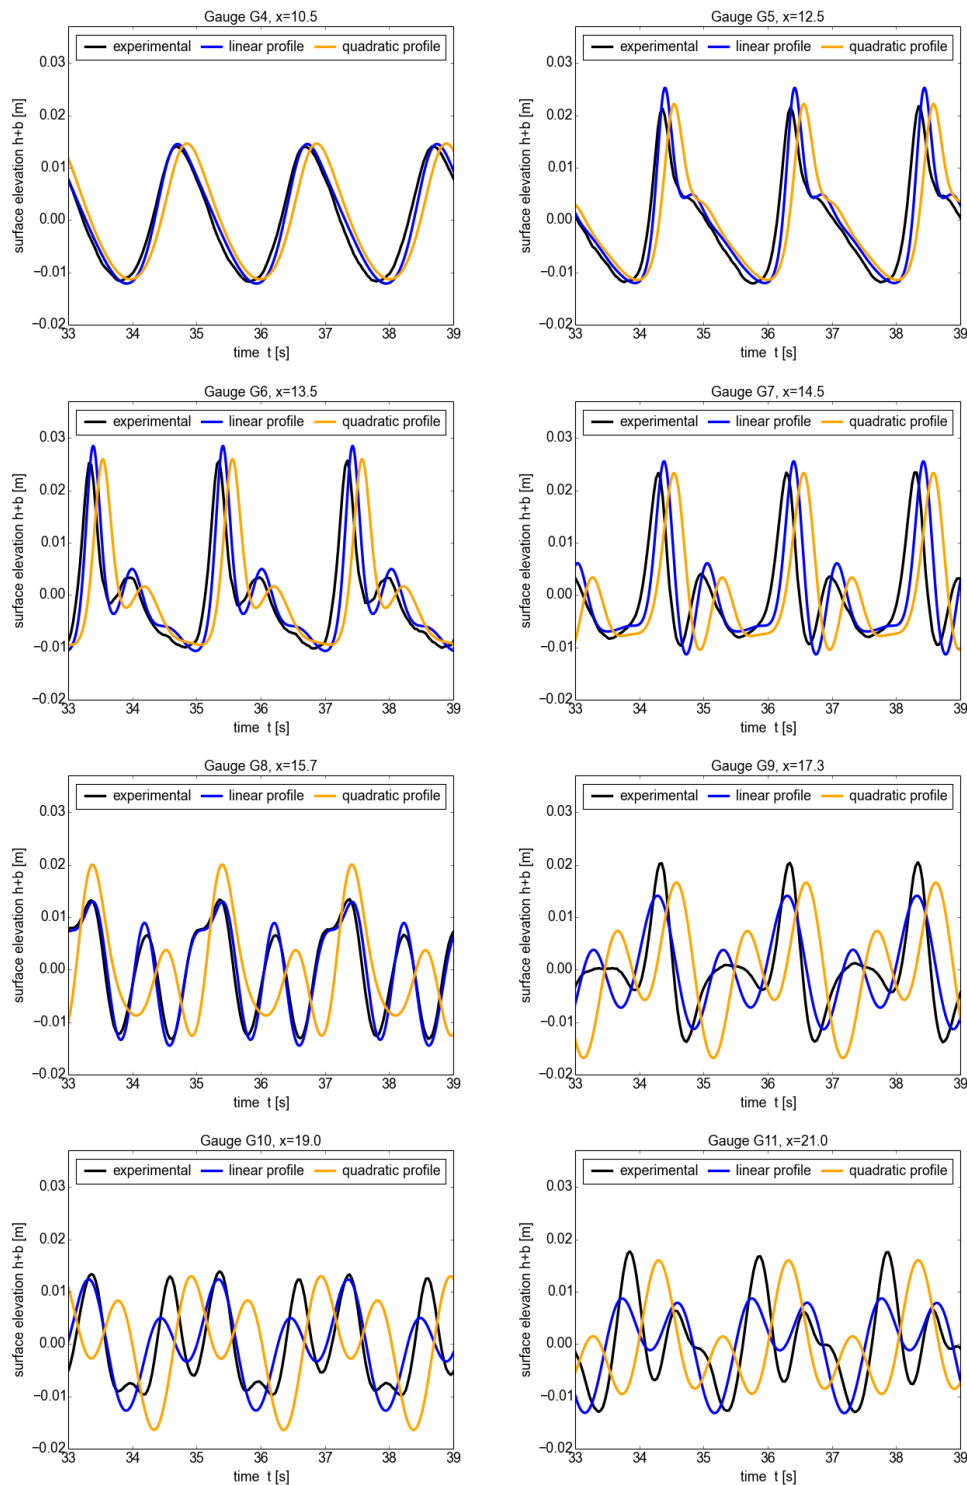 Gauge G4, x=10.5
experimental linear profile quadratic profile
surface elevation h+b [m]
0.03
0.02
0.01
0.00
−0.01
−0.02
33 34 35 36 37 38 39
time t [s]
Gauge G5, x=12.5
experimental linear profile quadratic profile
surface elevation h+b [m]
0.03
0.02
0.01
0.00
−0.01
−0.02
33 34 35 36 37 38 39
time t [s]
Gauge G6, x=13.5
experimental linear profile quadratic profile
surface elevation h+b [m]
0.03
0.02
0.01
0.00
−0.01
−0.02
33 34 35 36 37 38 39
time t [s]
Gauge G7, x=14.5
experimental linear profile quadratic profile
surface elevation h+b [m]
0.03
0.02
0.01
0.00
−0.01
−0.02
33 34 35 36 37 38 39
time t [s]
Gauge G8, x=15.7
experimental linear profile quadratic profile
surface elevation h+b [m]
0.03
0.02
0.01
0.00
−0.01
−0.02
33 34 35 36 37 38 39
time t [s]
Gauge G9, x=17.3
experimental linear profile quadratic profile
surface elevation h+b [m]
0.03
0.02
0.01
0.00
−0.01
−0.02
33 34 35 36 37 38 39
time t [s]
Gauge G10, x=19.0
experimental linear profile quadratic profile
surface elevation h+b [m]
0.03
0.02
0.01
0.00
−0.01
−0.02
33 34 35 36 37 38 39
time t [s]
Gauge G11, x=21.0
experimental linear profile quadratic profile
surface elevation h+b [m]
0.03
0.02
0.01
0.00
−0.01
−0.02
33 34 35 36 37 38 39
time t [s]